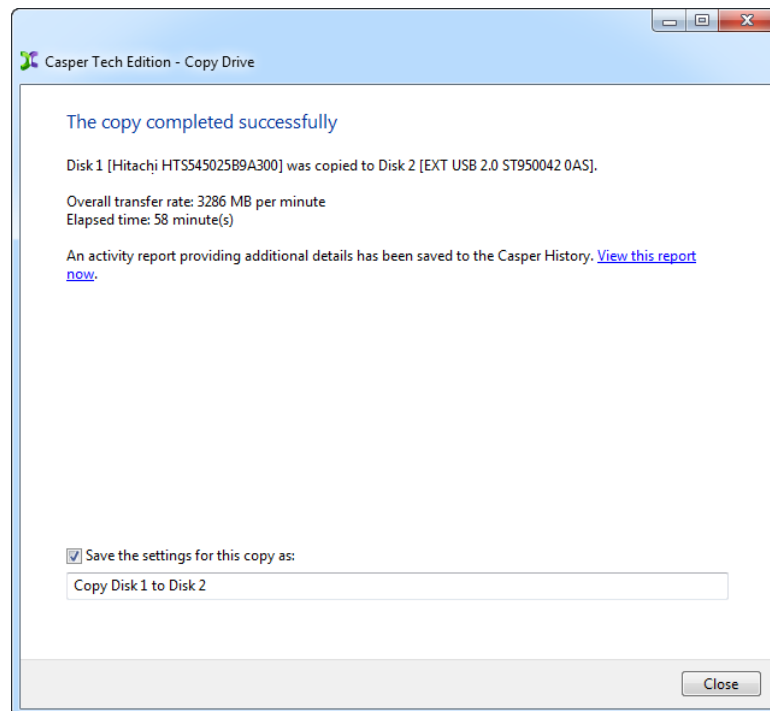 Casper Tech Edition - Copy Drive
The copy completed successfully
Disk 1 [Hitachi HTS545025B9A300] was copied to Disk 2 [EXT USB 2.0 ST950042 0AS].
Overall transfer rate: 3286 MB per minute
Elapsed time: 58 minute(s)
An activity report providing additional details has been saved to the Casper History. View this report
now.
Save the settings for this copy as:
Copy Disk 1 to Disk 2
Close